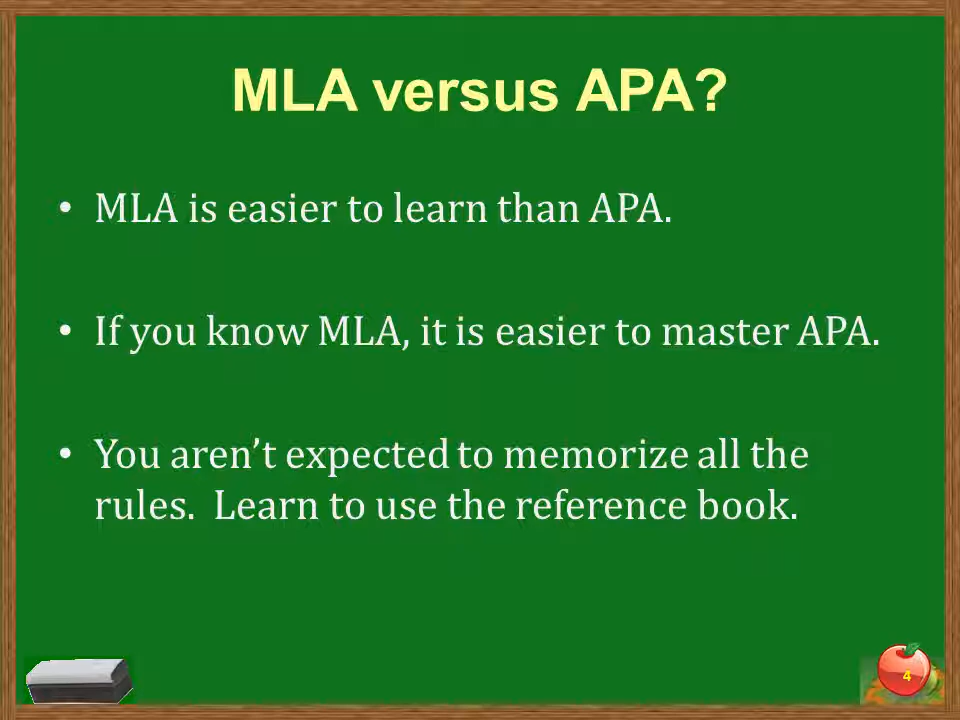 MLA versus APA?
• MLA is easier to learn than APA.
• If you know MLA, it is easier to master APA.
• You aren’t expected to memorize all the
rules.  Learn to use the reference book.
4